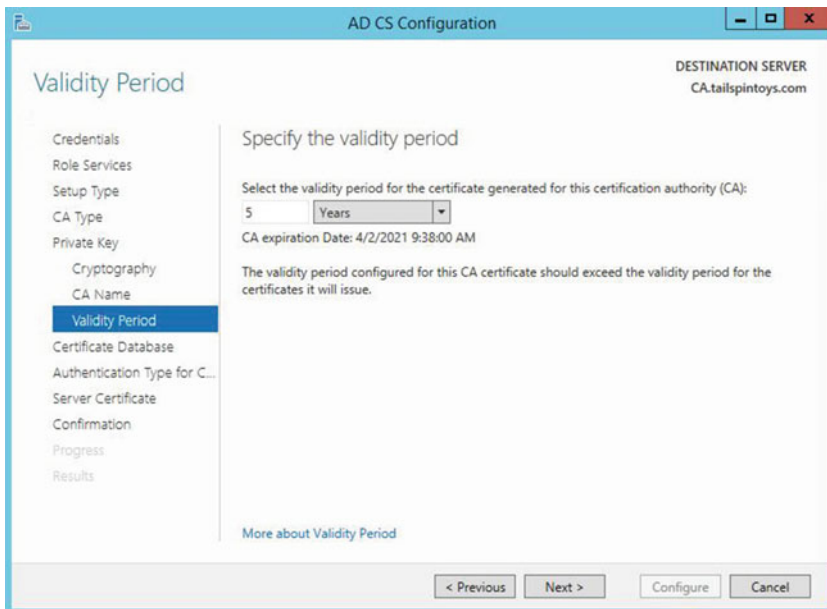 AD CS Configuration
Validity Period
DESTINATION SERVER
CA.tailspintoys.com
Credentials
Role Services
Setup Type
CA Type
Private Key
Cryptography
CA Name
Validity Period
Certificate Database
Authentication Type for C...
Server Certificate
Confirmation
Progress
Results
Specify the validity period
Select the validity period for the certificate generated for this certification authority (CA):
5 Years
CA expiration Date: 4/2/2021 9:38:00 AM
The validity period configured for this CA certificate should exceed the validity period for the
certificates it will issue.
More about Validity Period
< Previous Next > Configure Cancel